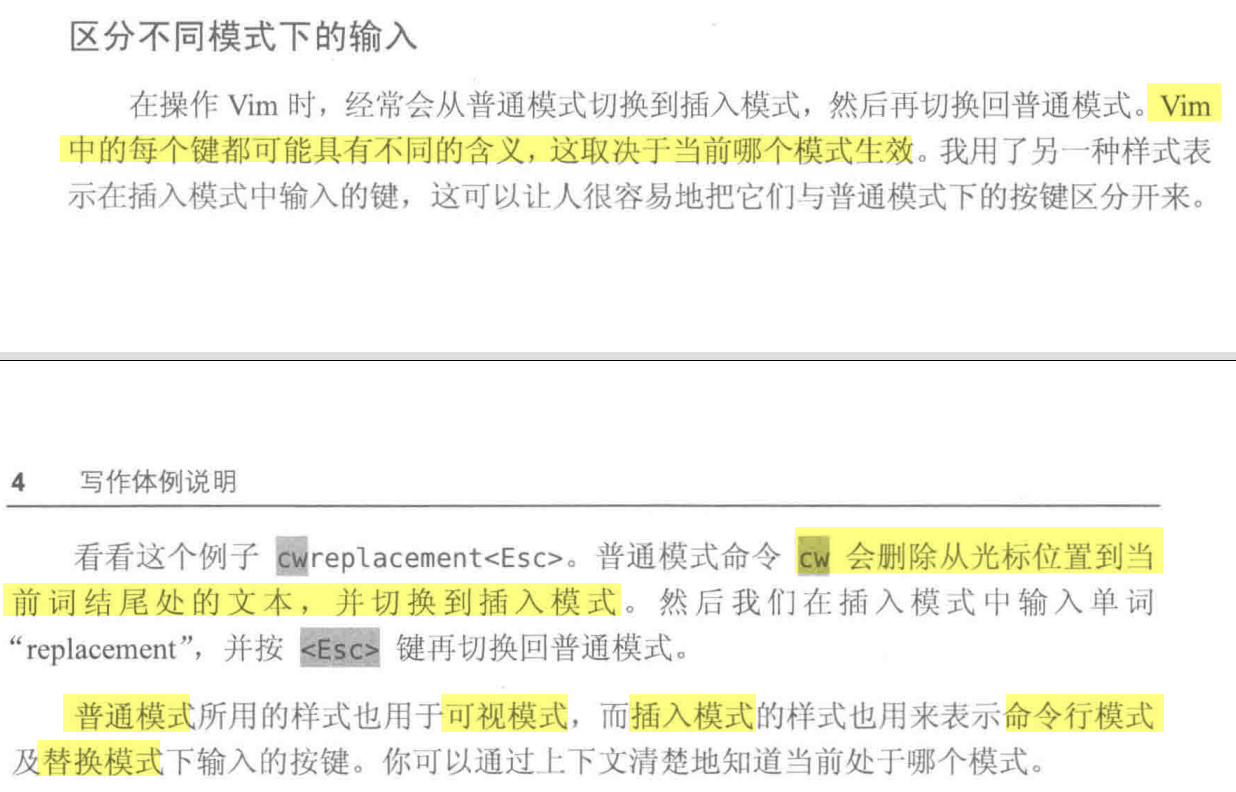 区分不同模式下的输入
在操作 Vim 时，经常会从普通模式切换到插入模式，然后再切换回普通模式。Vim
中的每个键都可能具有不同的含义，这取决于当前哪个模式生效。我用了另一种样式表
示在插入模式中输入的键，这可以让人很容易地把它们与普通模式下的按键区分开来。
4 写作体例说明
看看这个例子 cwreplacement<Esc>。普通模式命令 cw 会删除从光标位置到当
前词结尾处的文本，并切换到插入模式。然后我们在插入模式中输入单词
“replacement”，并按 <Esc> 键再切换回普通模式。
普通模式所用的样式也用于可视模式，而插入模式的样式也用来表示命令行模式
及替换模式下输入的按键。你可以通过上下文清楚地知道当前处于哪个模式。